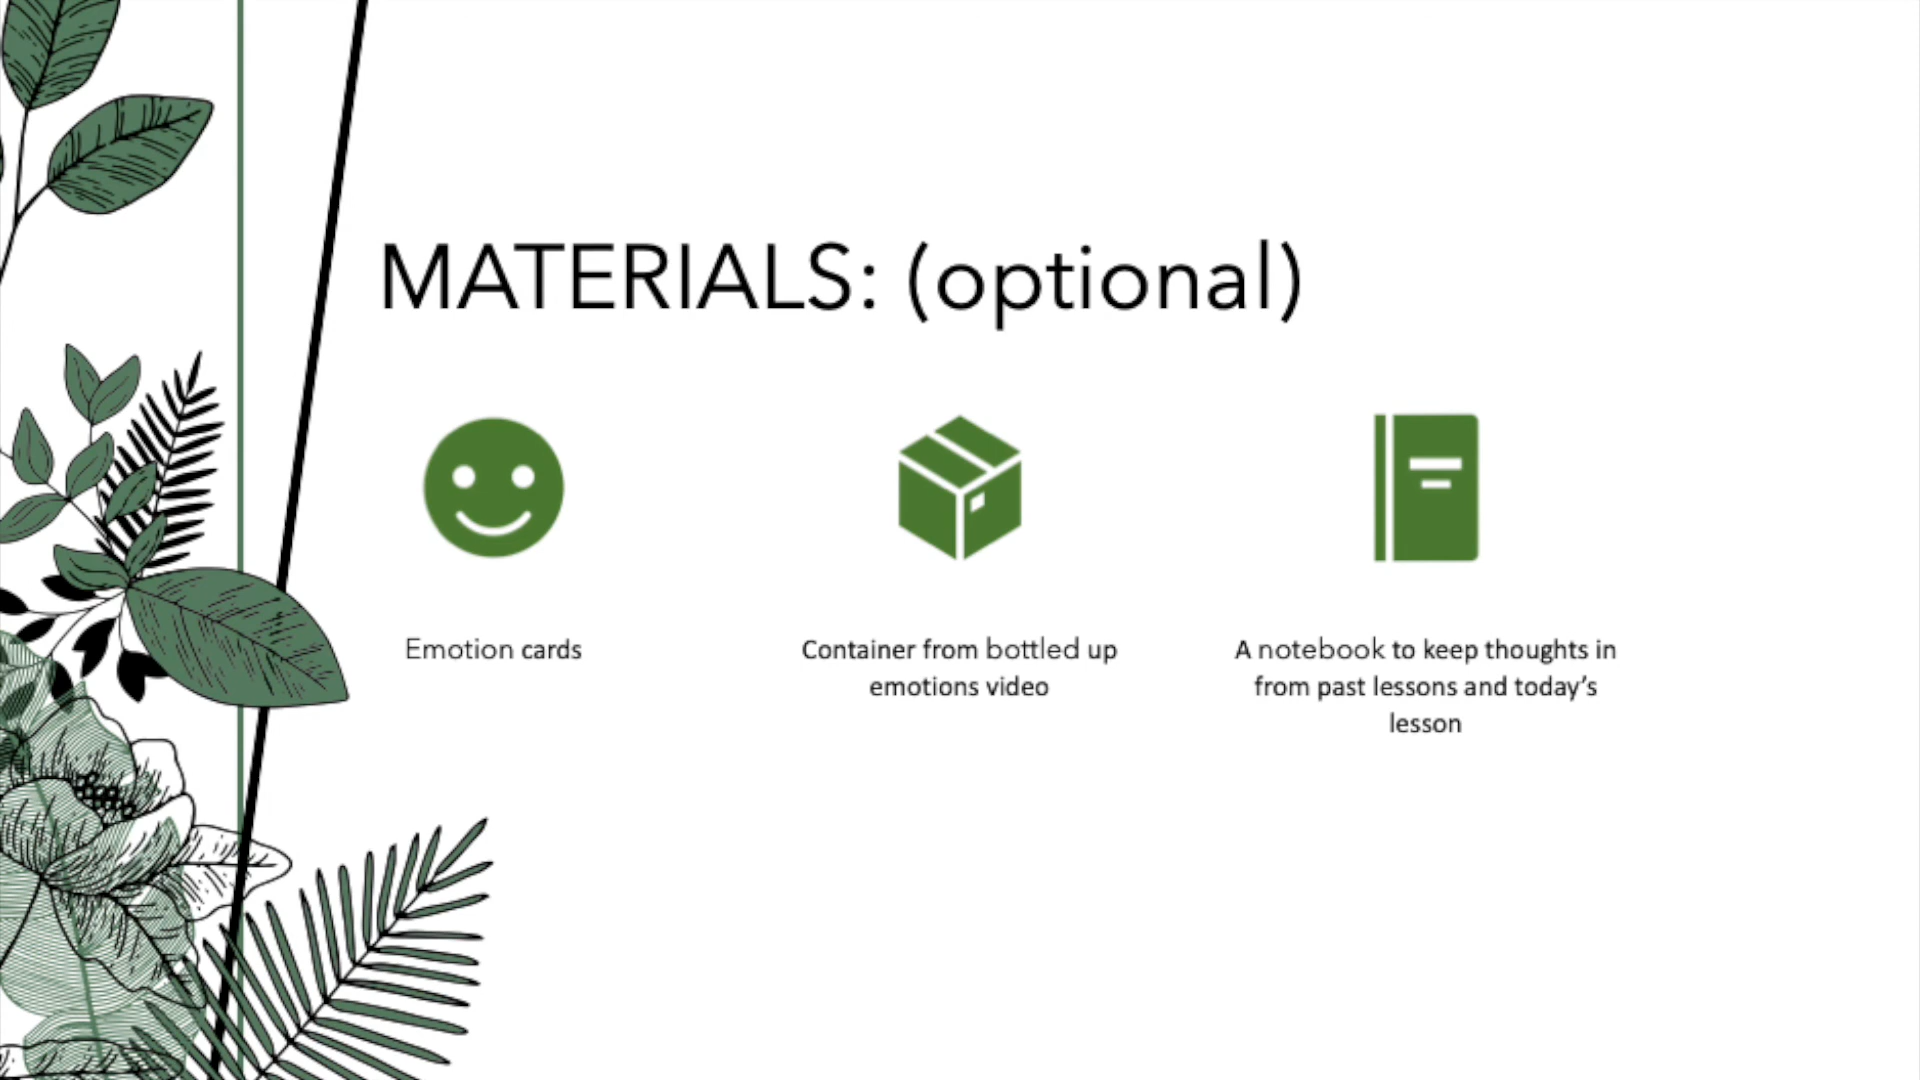 MATERIALS: (optional)
Emotion cards
Container from bottled up
emotions video
A notebook to keep thoughts in
from past lessons and today’s
lesson